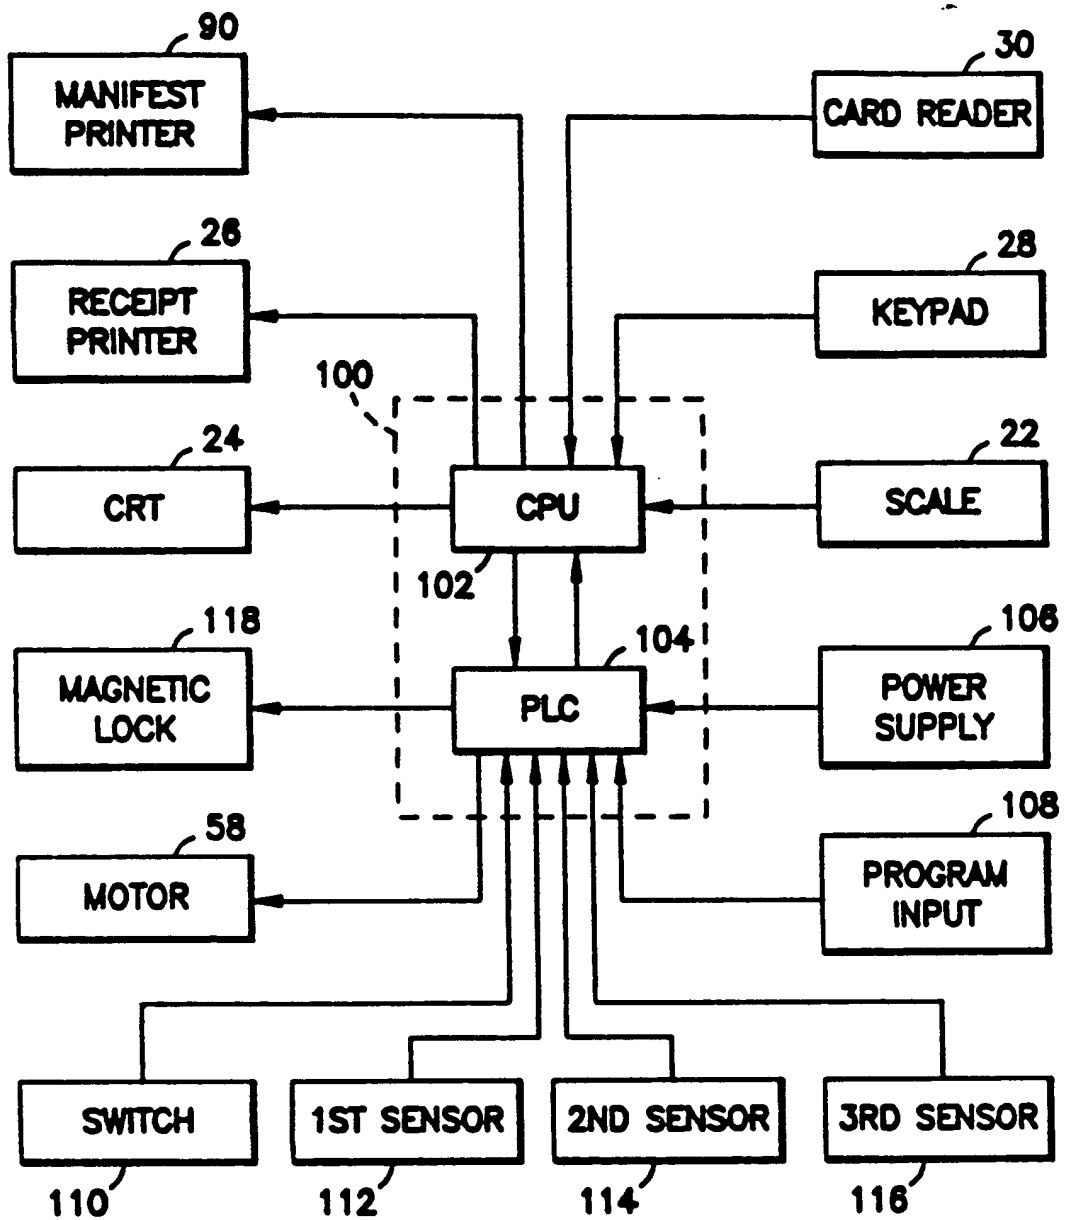 90
MANIFEST
PRINTER
30
CARD READER
26
RECEIPT
PRINTER
28
KEYPAD
100
24
CRT
CPU
102
22
SCALE
118
MAGNETIC
LOCK
104
PLC
106
POWER
SUPPLY
58
MOTOR
108
PROGRAM
INPUT
SWITCH
110
1ST SENSOR
112
2ND SENSOR
114
3RD SENSOR
116